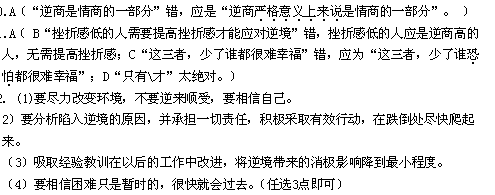 0.A(“逆商是情商的一部分”错，应是“逆商严格意义上来说是情商的一部分”。 )
.A( B“挫折感低的人需要提高挫折感才能应对逆境”错，挫折感低的人应是逆商高的
人，无需提高挫折感；C“这三者，少了谁都很难幸福”错，应为“这三者，少了谁恐
怕都很难幸福”；D“只有\才”太绝对。)
2. (1)要尽力改变环境，不要逆来顺受，要相信自己。
2) 要分析陷入逆境的原因，并承担一切责任，积极采取有效行动，在跌倒处尽快爬起
来。
(3) 吸取经验教训在以后的工作中改进，将逆境带来的消极影响降到最小程度。
(4) 要相信困难只是暂时的，很快就会过去。(任选3点即可)